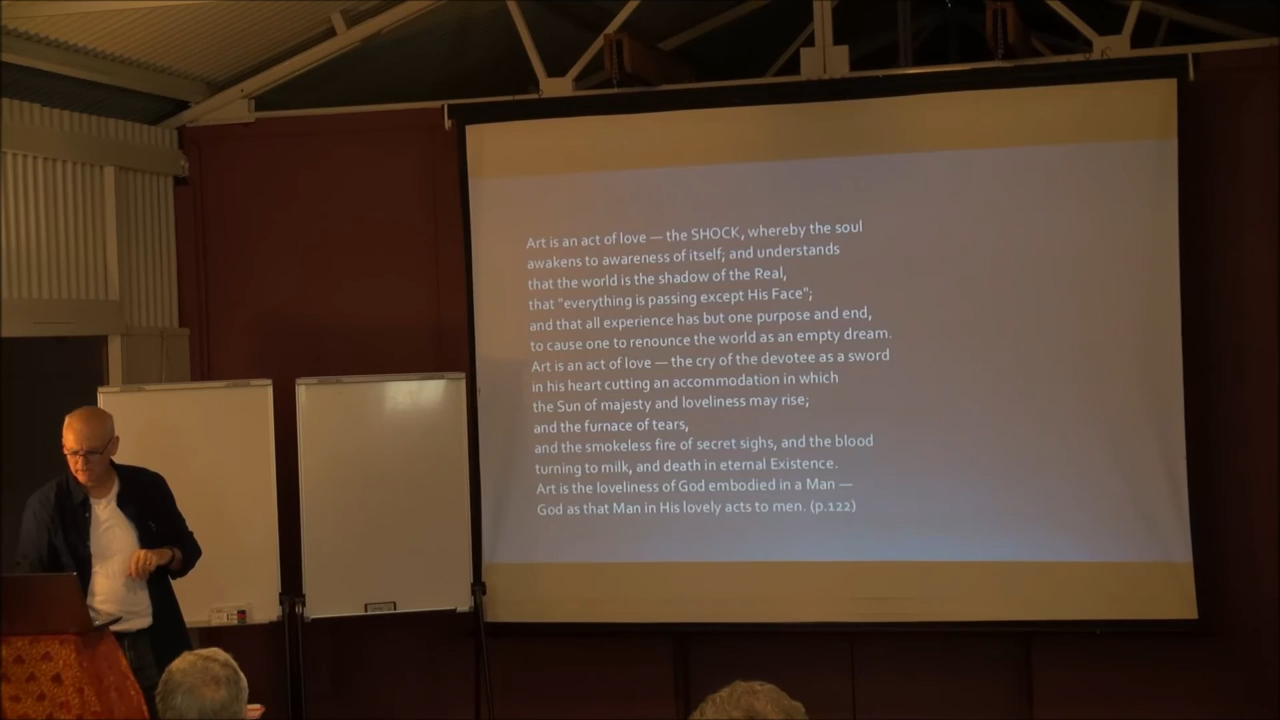 Art is an act of love — the SHOCK, whereby the soul
awakens to awareness of itself; and understands
that the world is the shadow of the Real,
that "everything is passing except His Face";
and that all experience has but one purpose and end,
to cause one to renounce the world as an empty dream.
Art is an act of love — the cry of the devotee as a sword
in his heart cutting an accommodation in which
the Sun of majesty and loveliness may rise;
and the furnace of tears,
and the smokeless fire of secret sighs, and the blood
turning to milk, and death in eternal Existence.
Art is the loveliness of God embodied in a Man —
God as that Man in His lovely acts to men. (p.122)